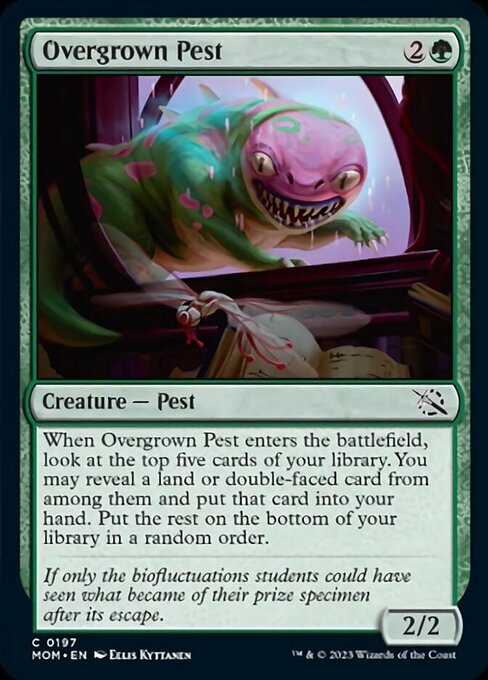 Overgrown Pest 2
Creature — Pest
When Overgrown Pest enters the battlefield,
look at the top five cards of your library. You
may reveal a land or double-faced card from
among them and put that card into your
hand. Put the rest on the bottom of your
library in a random order.
If only the biofluctuations students could have
seen what became of their prize specimen
after its escape.
2/2
C 0197
MOM • EN Eelis Kyttanen
™ & © 2023 Wizards of the Coast